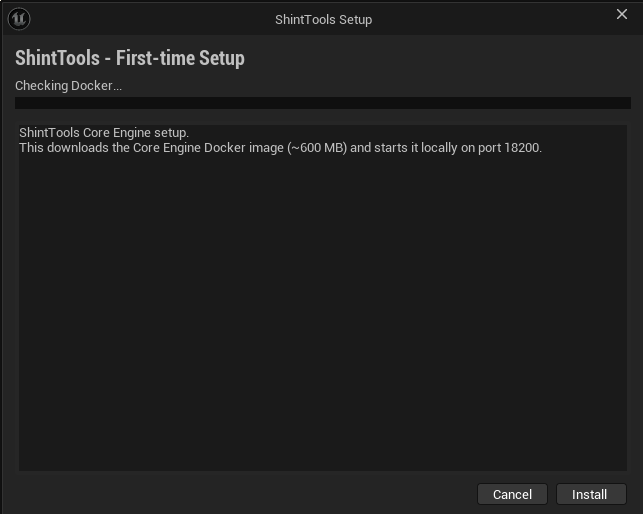 ShintTools Setup
ShintTools - First-time Setup
Checking Docker...
ShintTools Core Engine setup.
This downloads the Core Engine Docker image (~600 MB) and starts it locally on port 18200.
Cancel
Install